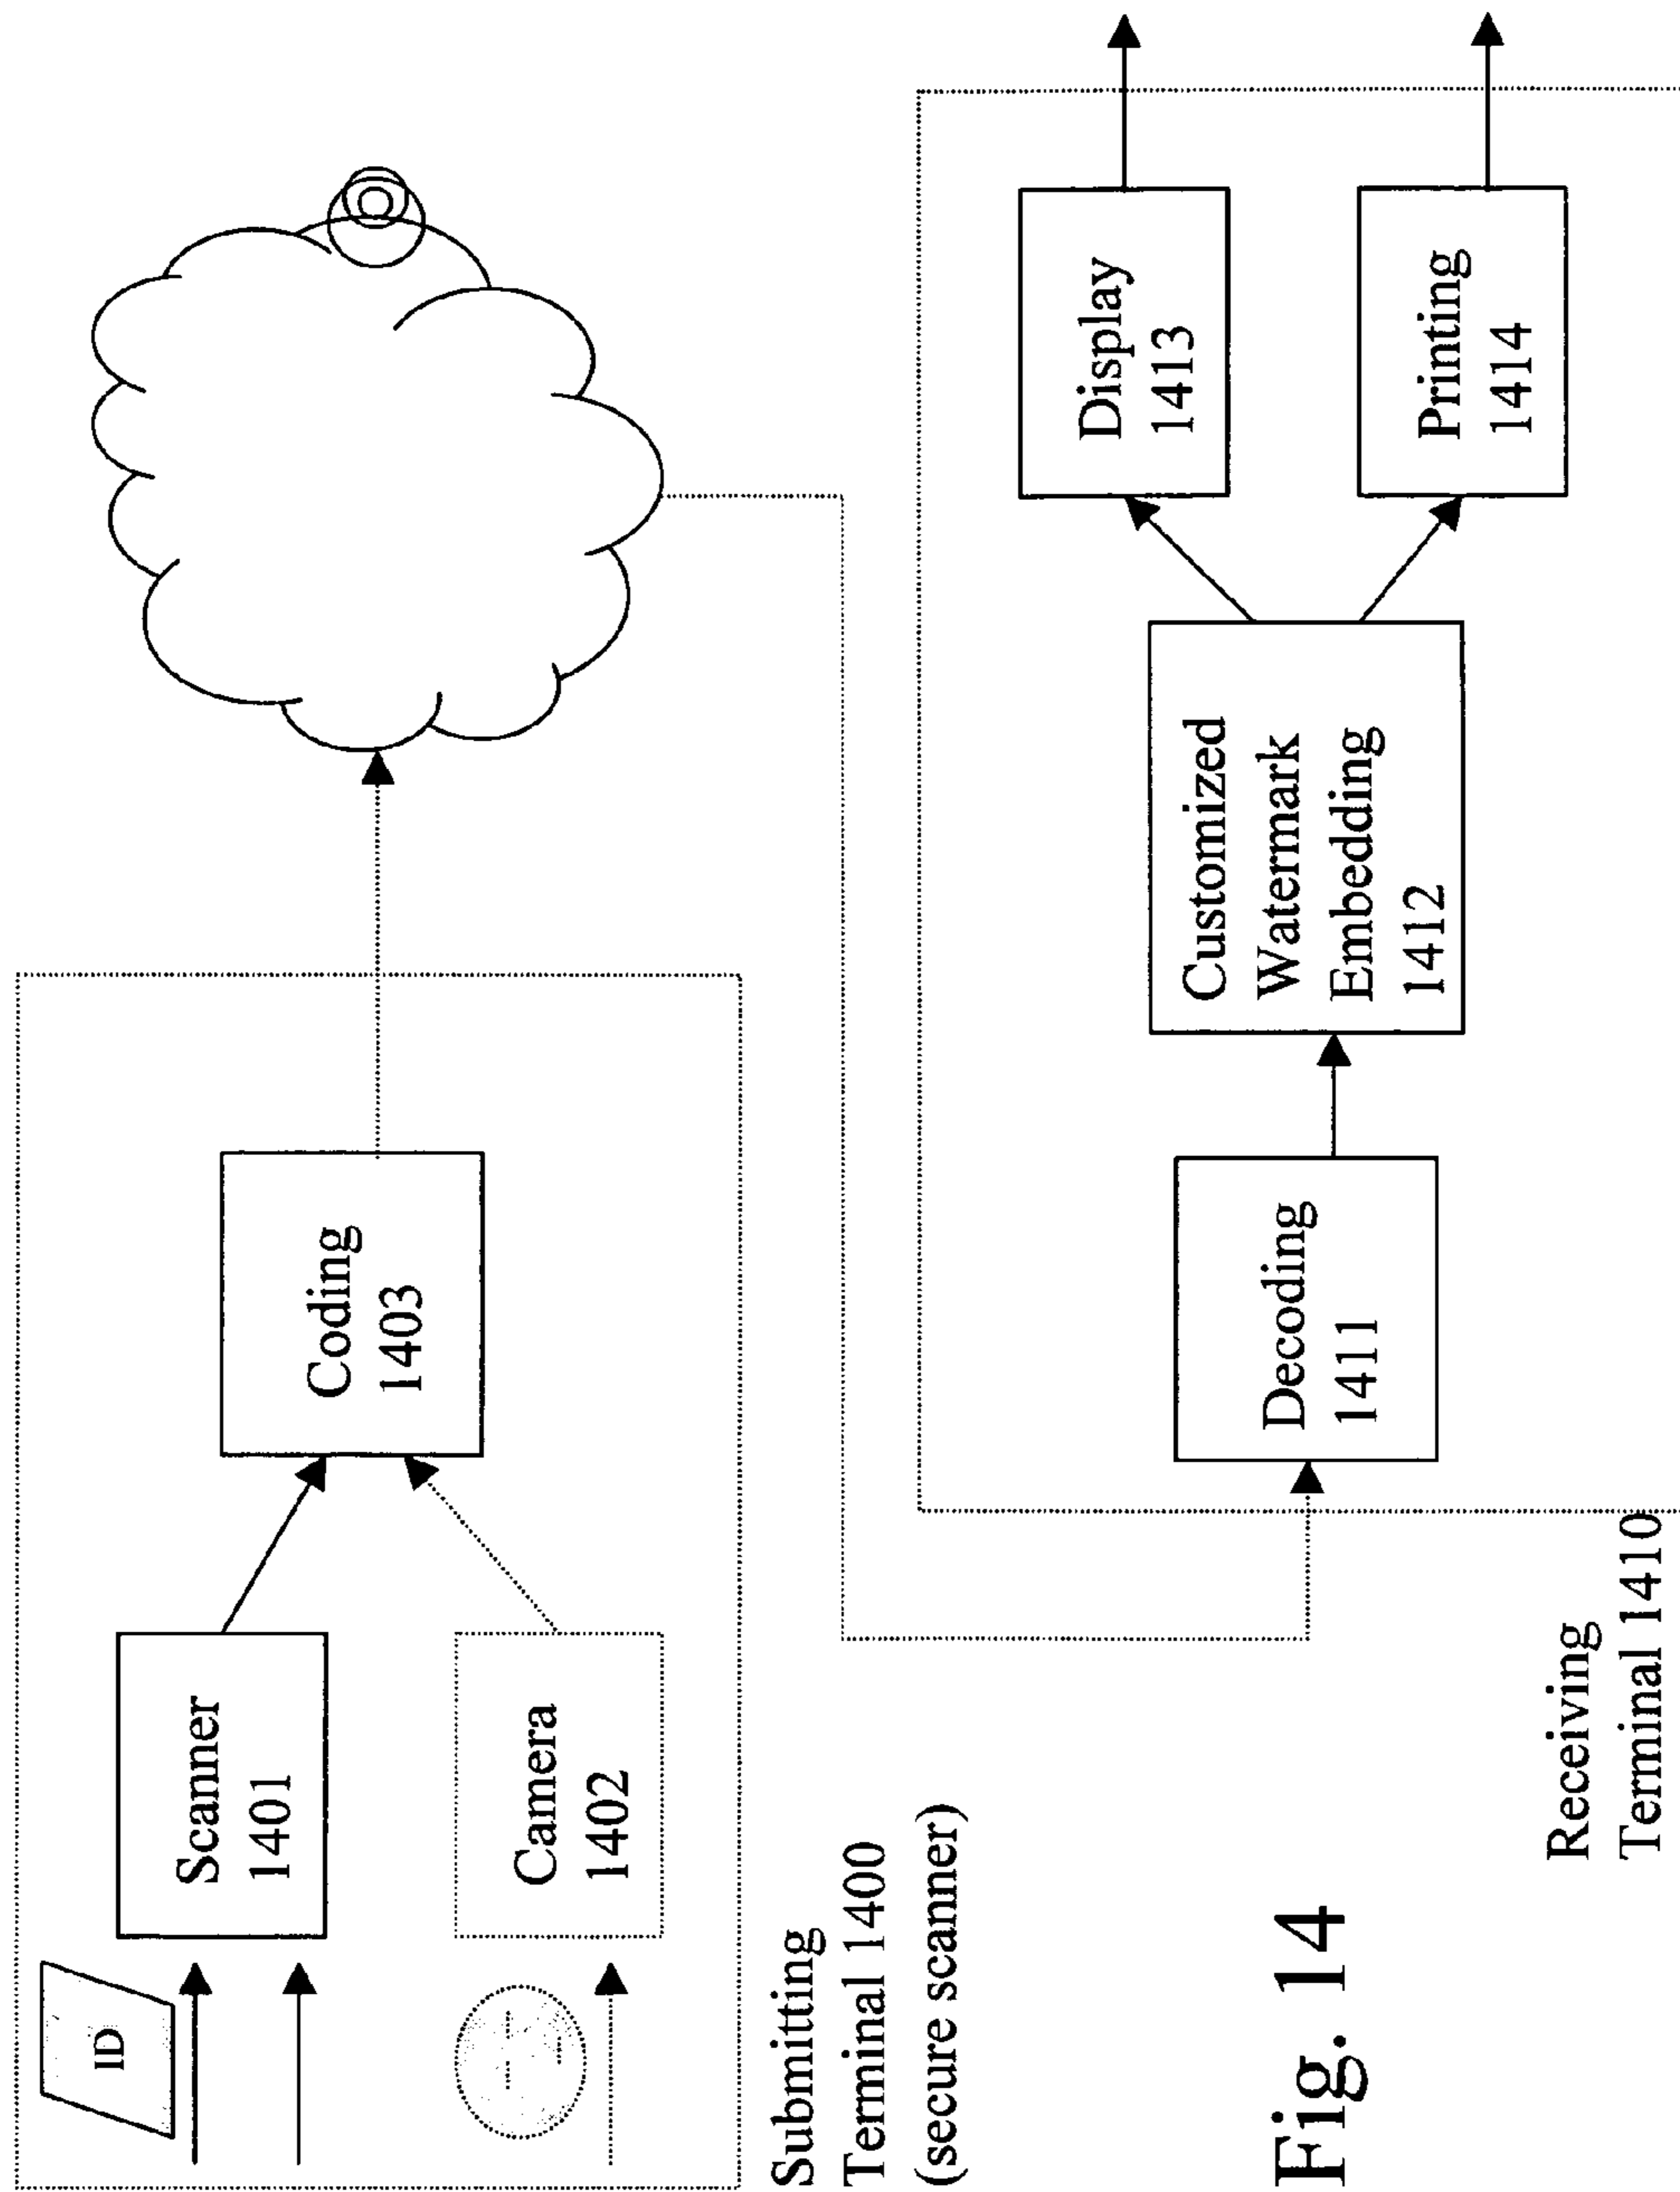 ID
Scanner
1401
Camera
1402
Coding
1403
Submitting
Terminal 1400
(secure scanner)
Decoding
1411
Customized
Watermark
Embedding
1412
Display
1413
Printing
1414
Receiving
Terminal 1410
Fig. 14